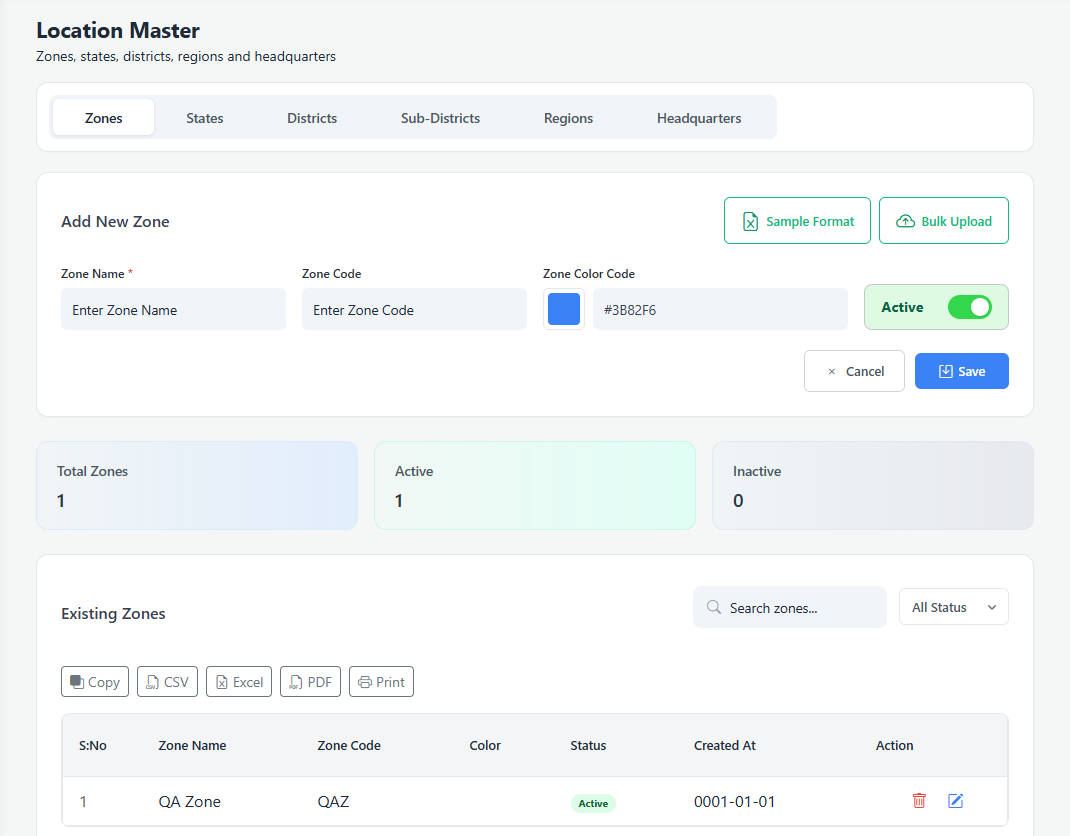 Location Master
Zones, states, districts, regions and headquarters
Zones States Districts Sub-Districts Regions Headquarters
Add New Zone
Sample Format Bulk Upload
Zone Name * Zone Code Zone Color Code
Enter Zone Name Enter Zone Code #3B82F6 Active
× Cancel Save
Total Zones Active Inactive
1 1 0
Existing Zones Search zones... All Status
Copy CSV Excel PDF Print
S:No Zone Name Zone Code Color Status Created At Action
1 QA Zone QAZ Active 0001-01-01